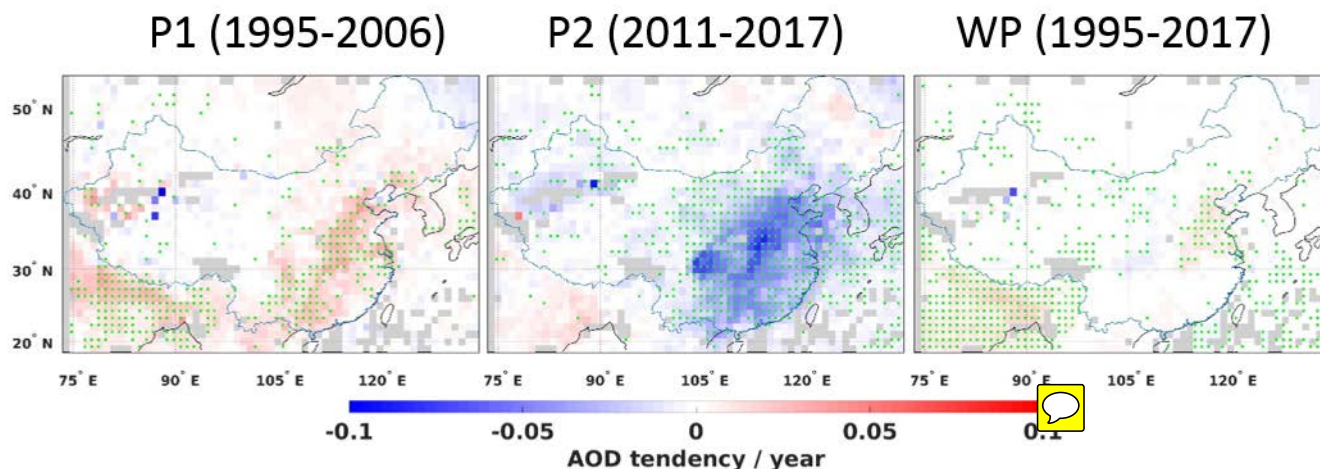 P1 (1995-2006) P2 (2011-2017) WP (1995-2017)
50° N
40° N
30° N
20° N
75° E 90° E 105° E 120° E 75° E 90° E 105° E 120° E 75° E 90° E 105° E 120° E
-0.1 -0.05 0 0.05 0.1
AOD tendency / year